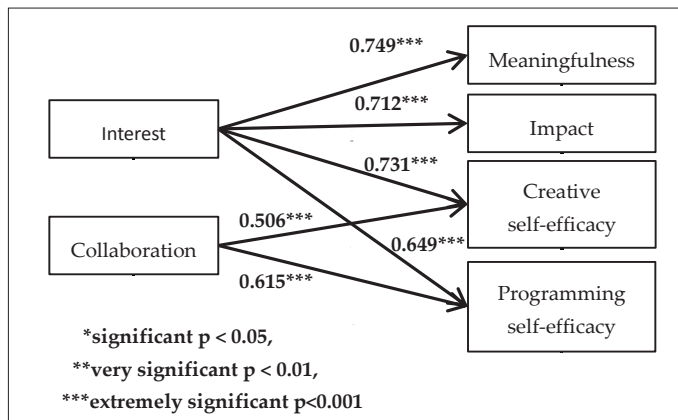 0.749***
Meaningfulness
0.712***
Impact
Interest
0.731***
Creative
self-efficacy
0.506***
Collaboration
0.649***
0.615***
Programming
self-efficacy
*significant p < 0.05,
**very significant p < 0.01,
***extremely significant p<0.001